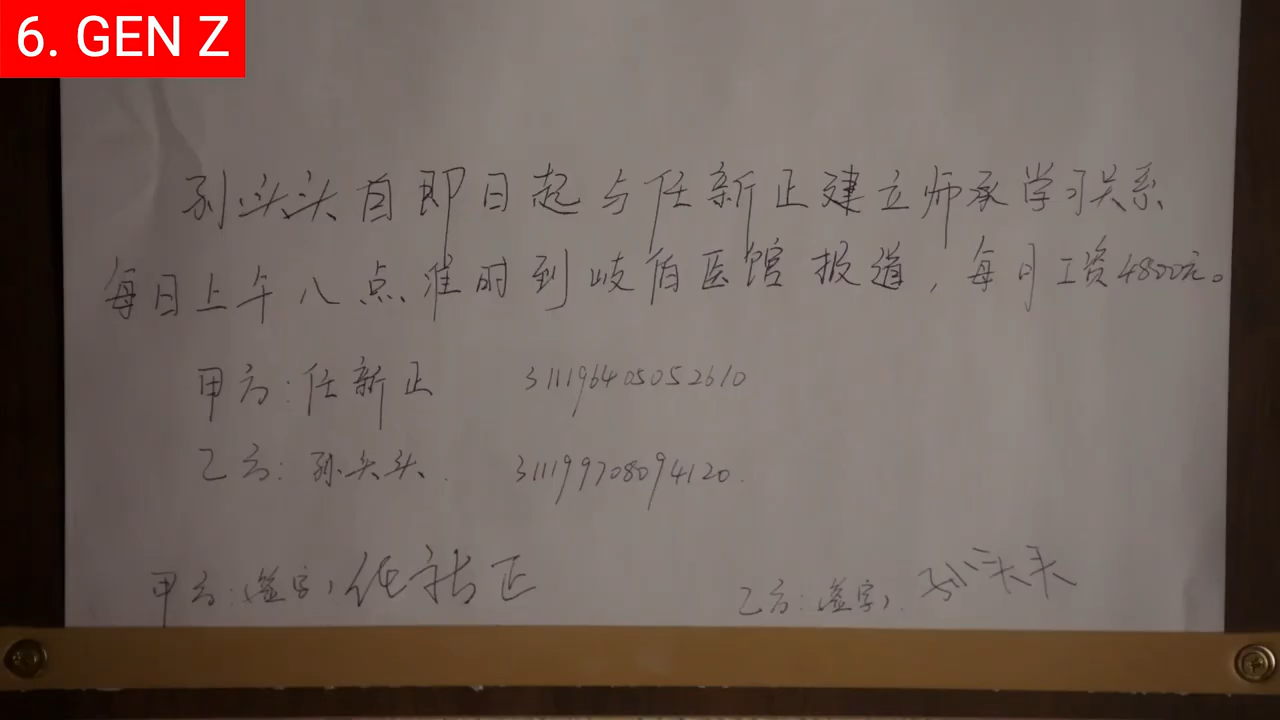 6. GEN Z
孙头头自即日起与任新正建立师承学习关系
每日上午八点准时到岐伯医馆报道，每月工资4800元。
甲方：任新正 311196405052610
乙方：孙头头 311199708094120
甲方：签字：任新正 乙方：签字：孙头头